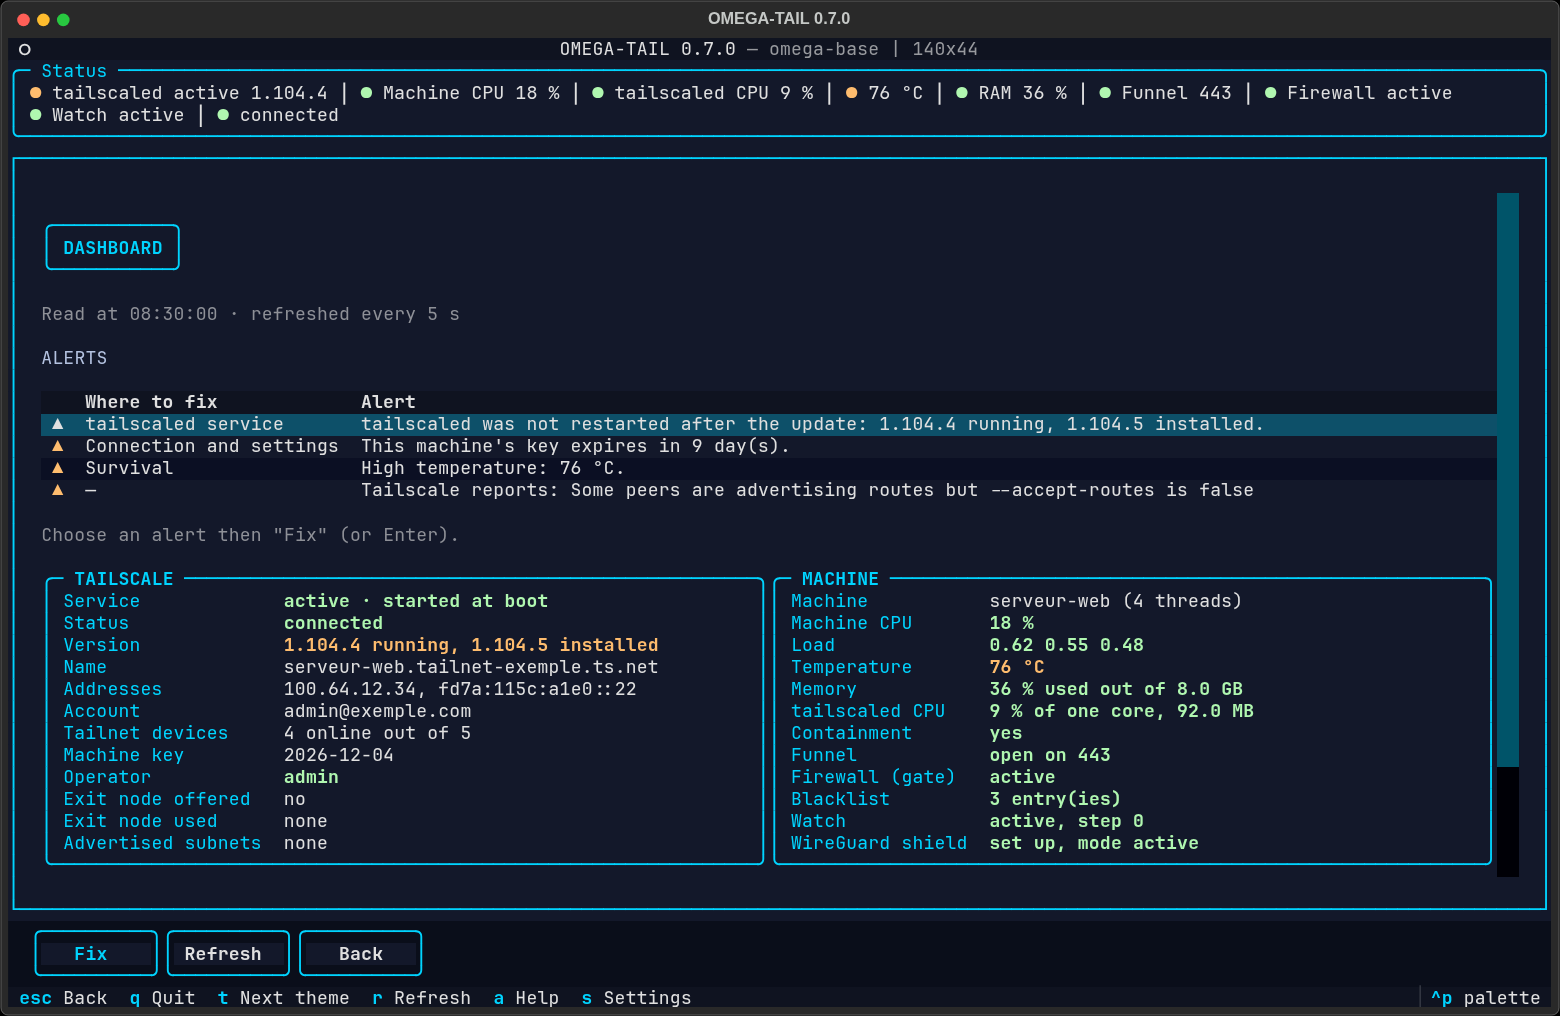 OMEGA-TAIL 0.7.0
OMEGA-TAIL 0.7.0 — omega-base | 140x44
Status
● tailscaled active 1.104.4 │ ● Machine CPU 18 % │ ● tailscaled CPU 9 % │ ● 76 °C │ ● RAM 36 % │ ● Funnel 443 │ ● Firewall active
● Watch active │ ● connected
DASHBOARD
Read at 08:30:00 · refreshed every 5 s
ALERTS
Where to fix Alert
▲ tailscaled service tailscaled was not restarted after the update: 1.104.4 running, 1.104.5 installed.
▲ Connection and settings This machine's key expires in 9 day(s).
▲ Survival High temperature: 76 °C.
▲ — Tailscale reports: Some peers are advertising routes but --accept-routes is false
Choose an alert then "Fix" (or Enter).
TAILSCALE
Service active · started at boot
Status connected
Version 1.104.4 running, 1.104.5 installed
Name serveur-web.tailnet-exemple.ts.net
Addresses 100.64.12.34, fd7a:115c:a1e0::22
Account admin@exemple.com
Tailnet devices 4 online out of 5
Machine key 2026-12-04
Operator admin
Exit node offered no
Exit node used none
Advertised subnets none
MACHINE
Machine serveur-web (4 threads)
Machine CPU 18 %
Load 0.62 0.55 0.48
Temperature 76 °C
Memory 36 % used out of 8.0 GB
tailscaled CPU 9 % of one core, 92.0 MB
Containment yes
Funnel open on 443
Firewall (gate) active
Blacklist 3 entry(ies)
Watch active, step 0
WireGuard shield set up, mode active
Fix Refresh Back
esc Back q Quit t Next theme r Refresh a Help s Settings ^p palette